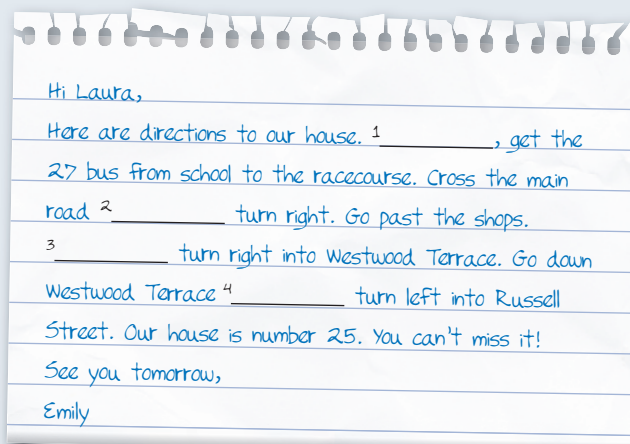 Hi Laura,
Here are directions to our house. 1__________, get the
27 bus from school to the racecourse. Cross the main
road 2__________ turn right. Go past the shops.
3__________ turn right into Westwood Terrace. Go down
Westwood Terrace 4__________ turn left into Russell
Street. Our house is number 25. You can't miss it!
See you tomorrow,
Emily